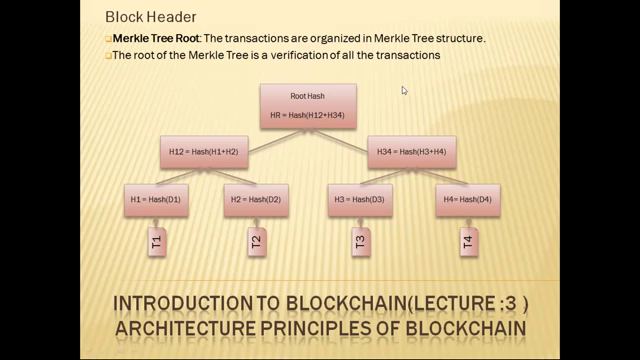 Block Header
Merkle Tree Root: The transactions are organized in Merkle Tree structure.
The root of the Merkle Tree is a verification of all the transactions
Root Hash
HR = Hash(H12+H34)
H12 = Hash(H1+H2)
H34 = Hash(H3+H4)
H1 = Hash(D1)
H2 = Hash(D2)
H3 = Hash(D3)
H4= Hash(D4)
T1
T2
T3
T4
INTRODUCTION TO BLOCKCHAIN(LECTURE :3 )
ARCHITECTURE PRINCIPLES OF BLOCKCHAIN